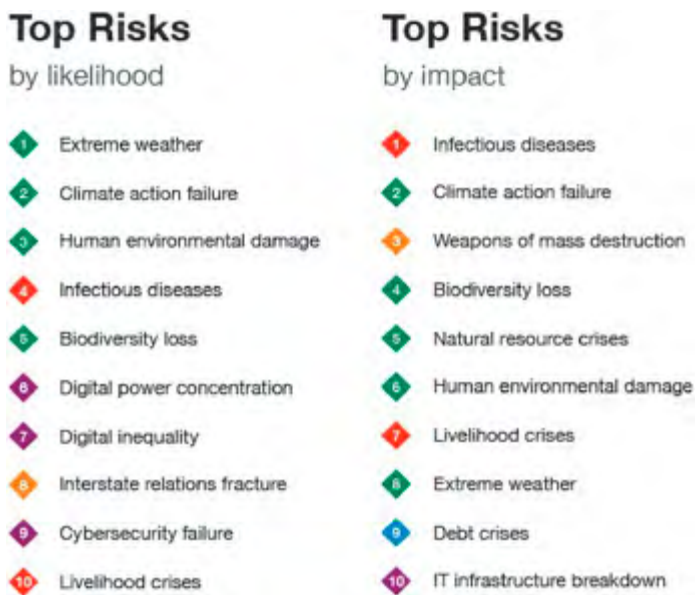 Top Risks
by likelihood
1 Extreme weather
2 Climate action failure
3 Human environmental damage
4 Infectious diseases
5 Biodiversity loss
6 Digital power concentration
7 Digital inequality
8 Interstate relations fracture
9 Cybersecurity failure
10 Livelihood crises
Top Risks
by impact
1 Infectious diseases
2 Climate action failure
3 Weapons of mass destruction
4 Biodiversity loss
5 Natural resource crises
6 Human environmental damage
7 Livelihood crises
8 Extreme weather
9 Debt crises
10 IT infrastructure breakdown